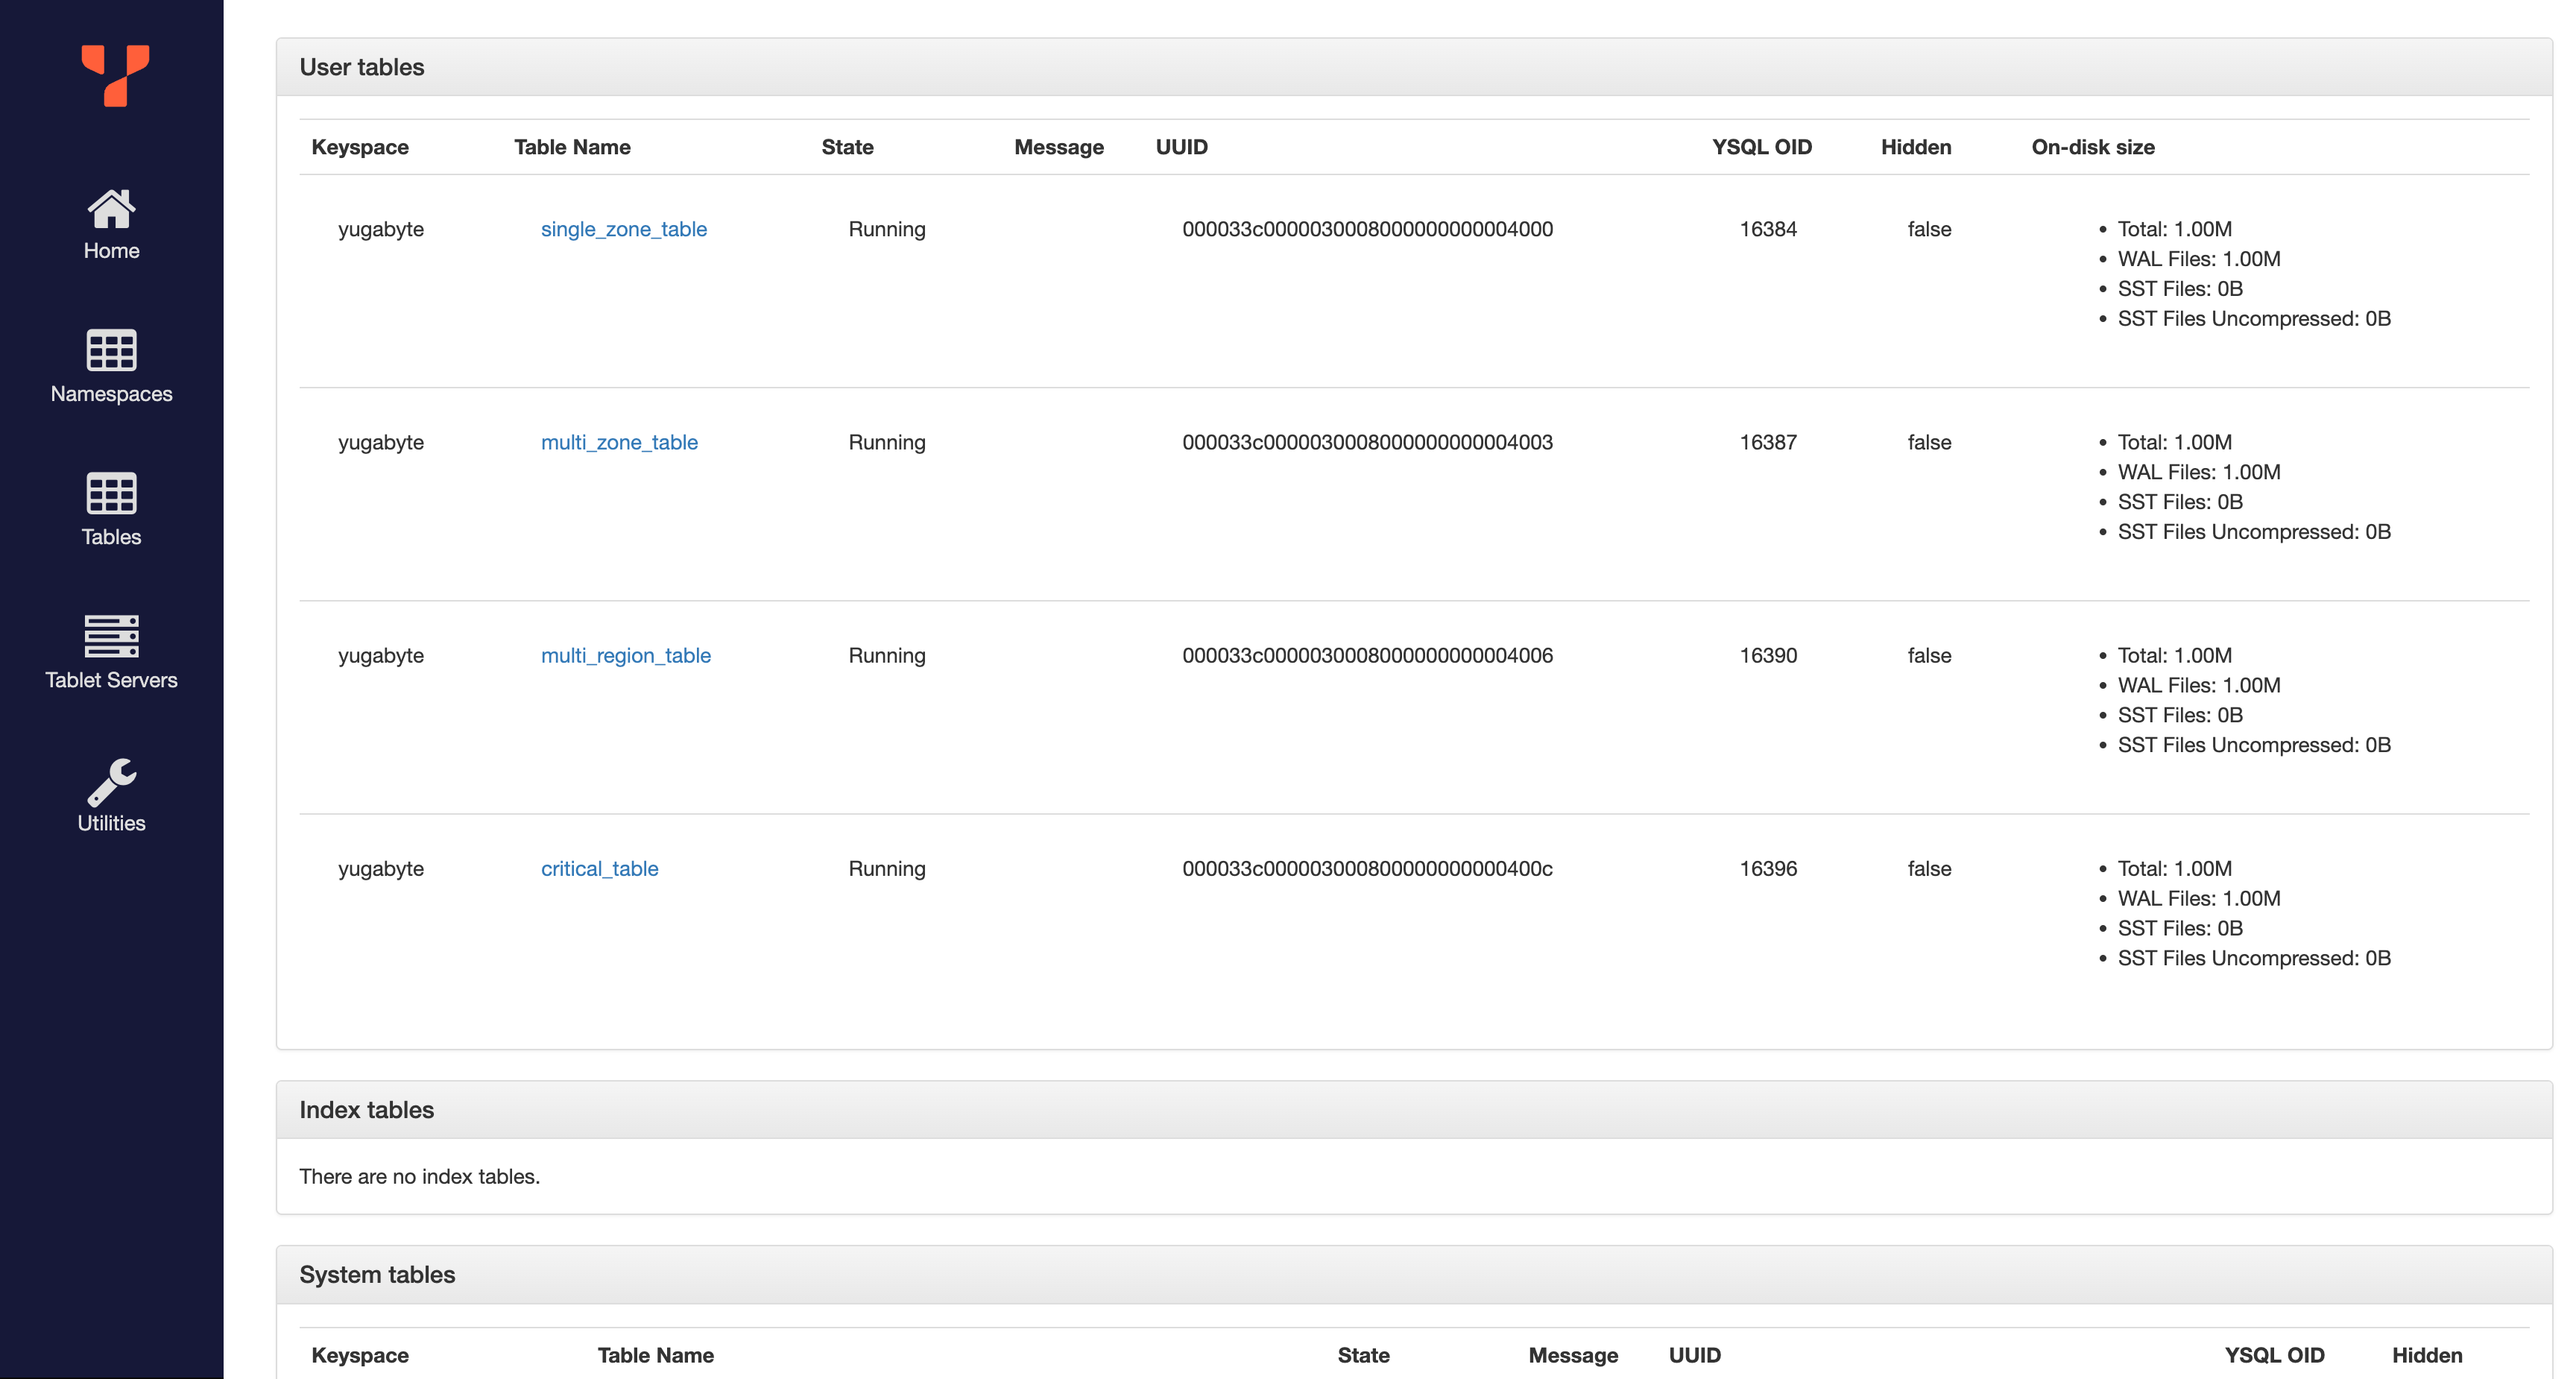 Home
Namespaces
Tables
Tablet Servers
Utilities
User tables
Keyspace Table Name State Message UUID YSQL OID Hidden On-disk size
yugabyte single_zone_table Running 000033c0000030008000000000004000 16384 false
Total: 1.00M
WAL Files: 1.00M
SST Files: 0B
SST Files Uncompressed: 0B
yugabyte multi_zone_table Running 000033c0000030008000000000004003 16387 false
Total: 1.00M
WAL Files: 1.00M
SST Files: 0B
SST Files Uncompressed: 0B
yugabyte multi_region_table Running 000033c0000030008000000000004006 16390 false
Total: 1.00M
WAL Files: 1.00M
SST Files: 0B
SST Files Uncompressed: 0B
yugabyte critical_table Running 000033c000003000800000000000400c 16396 false
Total: 1.00M
WAL Files: 1.00M
SST Files: 0B
SST Files Uncompressed: 0B
Index tables
There are no index tables.
System tables
Keyspace Table Name State Message UUID YSQL OID Hidden